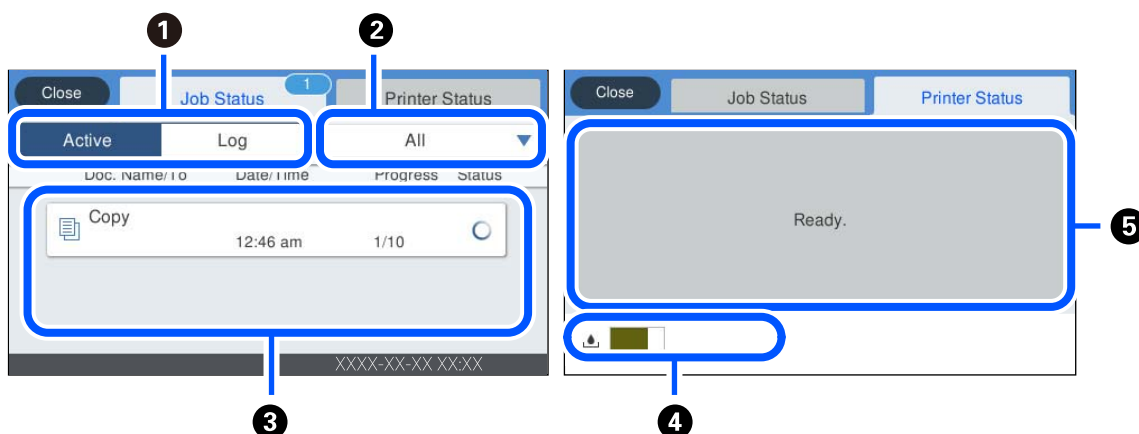 1 2
Close Job Status 1 Printer Status
Active Log All
Doc. Name/To Date/Time Progress Status
Copy
12:46 am 1/10
XXXX-XX-XX XX:XX
3
Close Job Status Printer Status
Ready.
5
4